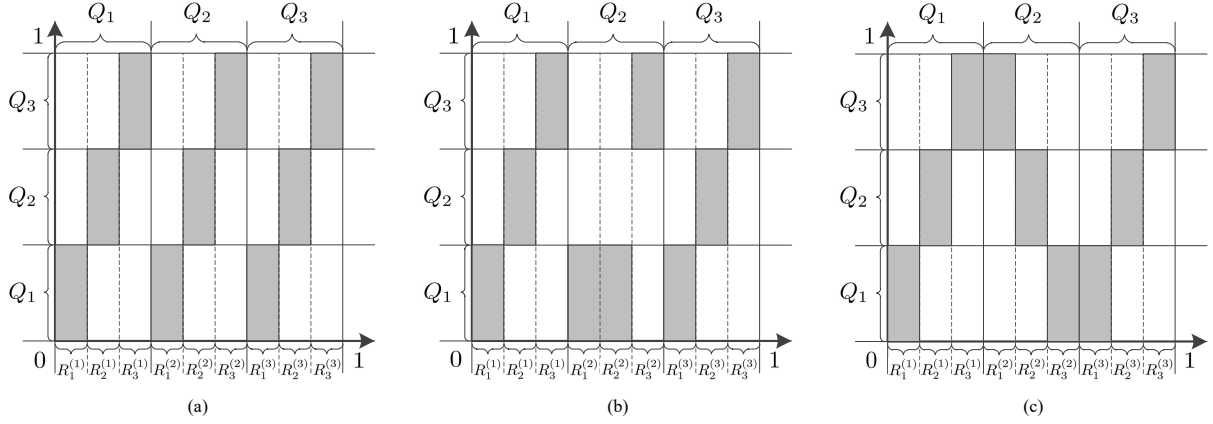 Q₁ Q₂ Q₃
1
Q₃
Q₂
Q₁
0 R₁⁽¹⁾ R₂⁽¹⁾ R₃⁽¹⁾ R₁⁽²⁾ R₂⁽²⁾ R₃⁽²⁾ R₁⁽³⁾ R₂⁽³⁾ R₃⁽³⁾ 1
(a)
Q₁ Q₂ Q₃
1
Q₃
Q₂
Q₁
0 R₁⁽¹⁾ R₂⁽¹⁾ R₃⁽¹⁾ R₁⁽²⁾ R₂⁽²⁾ R₃⁽²⁾ R₁⁽³⁾ R₂⁽³⁾ R₃⁽³⁾ 1
(b)
Q₁ Q₂ Q₃
1
Q₃
Q₂
Q₁
0 R₁⁽¹⁾ R₂⁽¹⁾ R₃⁽¹⁾ R₁⁽²⁾ R₂⁽²⁾ R₃⁽²⁾ R₁⁽³⁾ R₂⁽³⁾ R₃⁽³⁾ 1
(c)